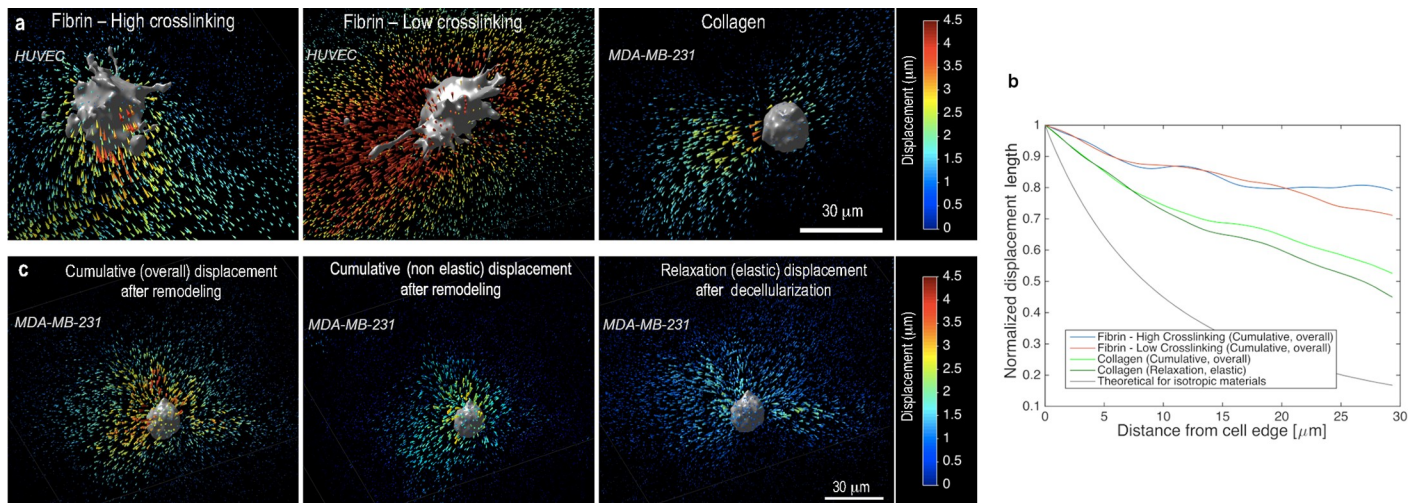 a
Fibrin – High crosslinking
HUVEC
Fibrin – Low crosslinking
HUVEC
Collagen
MDA-MB-231
30 μm
Displacement (μm)
4.5
4
3.5
3
2.5
2
1.5
1
0.5
0
c
Cumulative (overall) displacement
after remodeling
MDA-MB-231
Cumulative (non elastic) displacement
after remodeling
MDA-MB-231
Relaxation (elastic) displacement
after decellularization
MDA-MB-231
30 μm
Displacement (μm)
4.5
4
3.5
3
2.5
2
1.5
1
0.5
0
b
Normalized displacement length
1
0.9
0.8
0.7
0.6
0.5
0.4
0.3
0.2
0.1
Fibrin - High Crosslinking (Cumulative, overall)
Fibrin - Low Crosslinking (Cumulative, overall)
Collagen (Cumulative, overall)
Collagen (Relaxation, elastic)
Theoretical for isotropic materials
0 5 10 15 20 25 30
Distance from cell edge [μm]